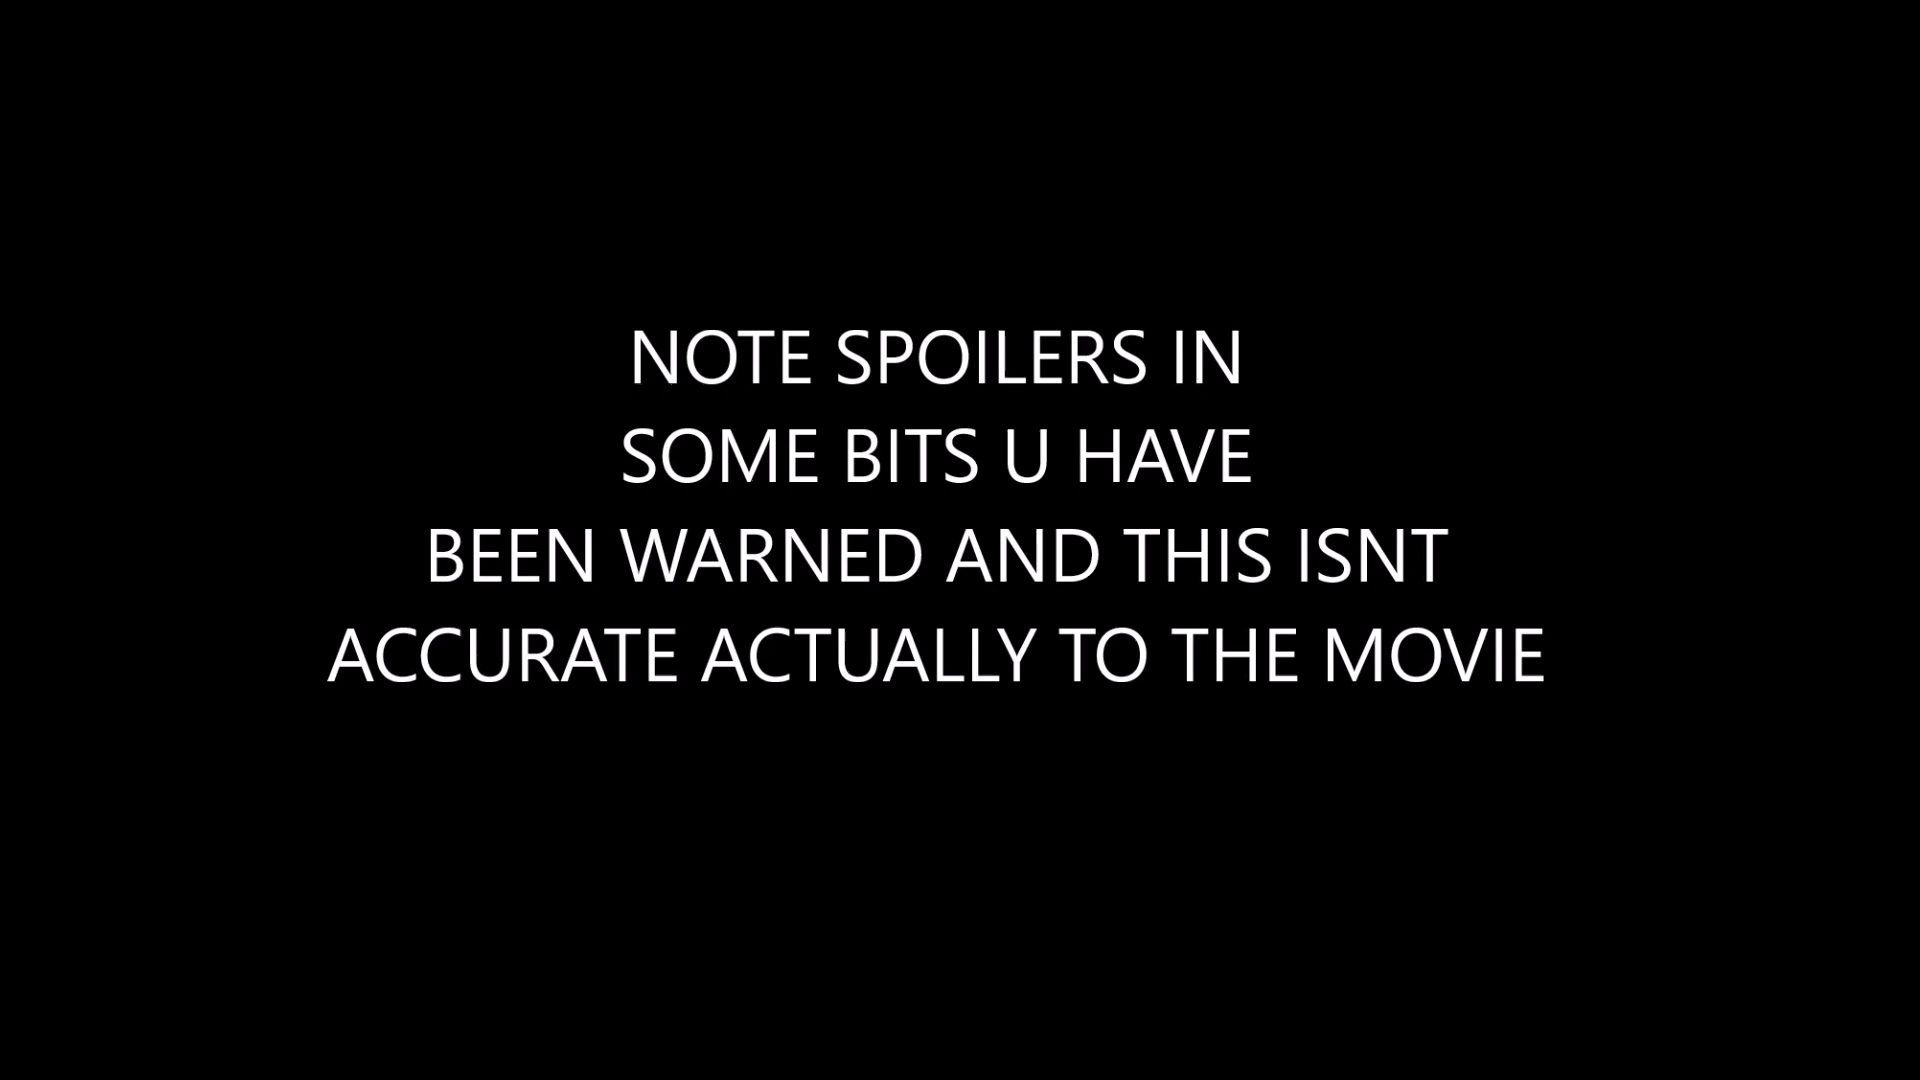 NOTE SPOILERS IN
SOME BITS U HAVE
BEEN WARNED AND THIS ISNT
ACCURATE ACTUALLY TO THE MOVIE